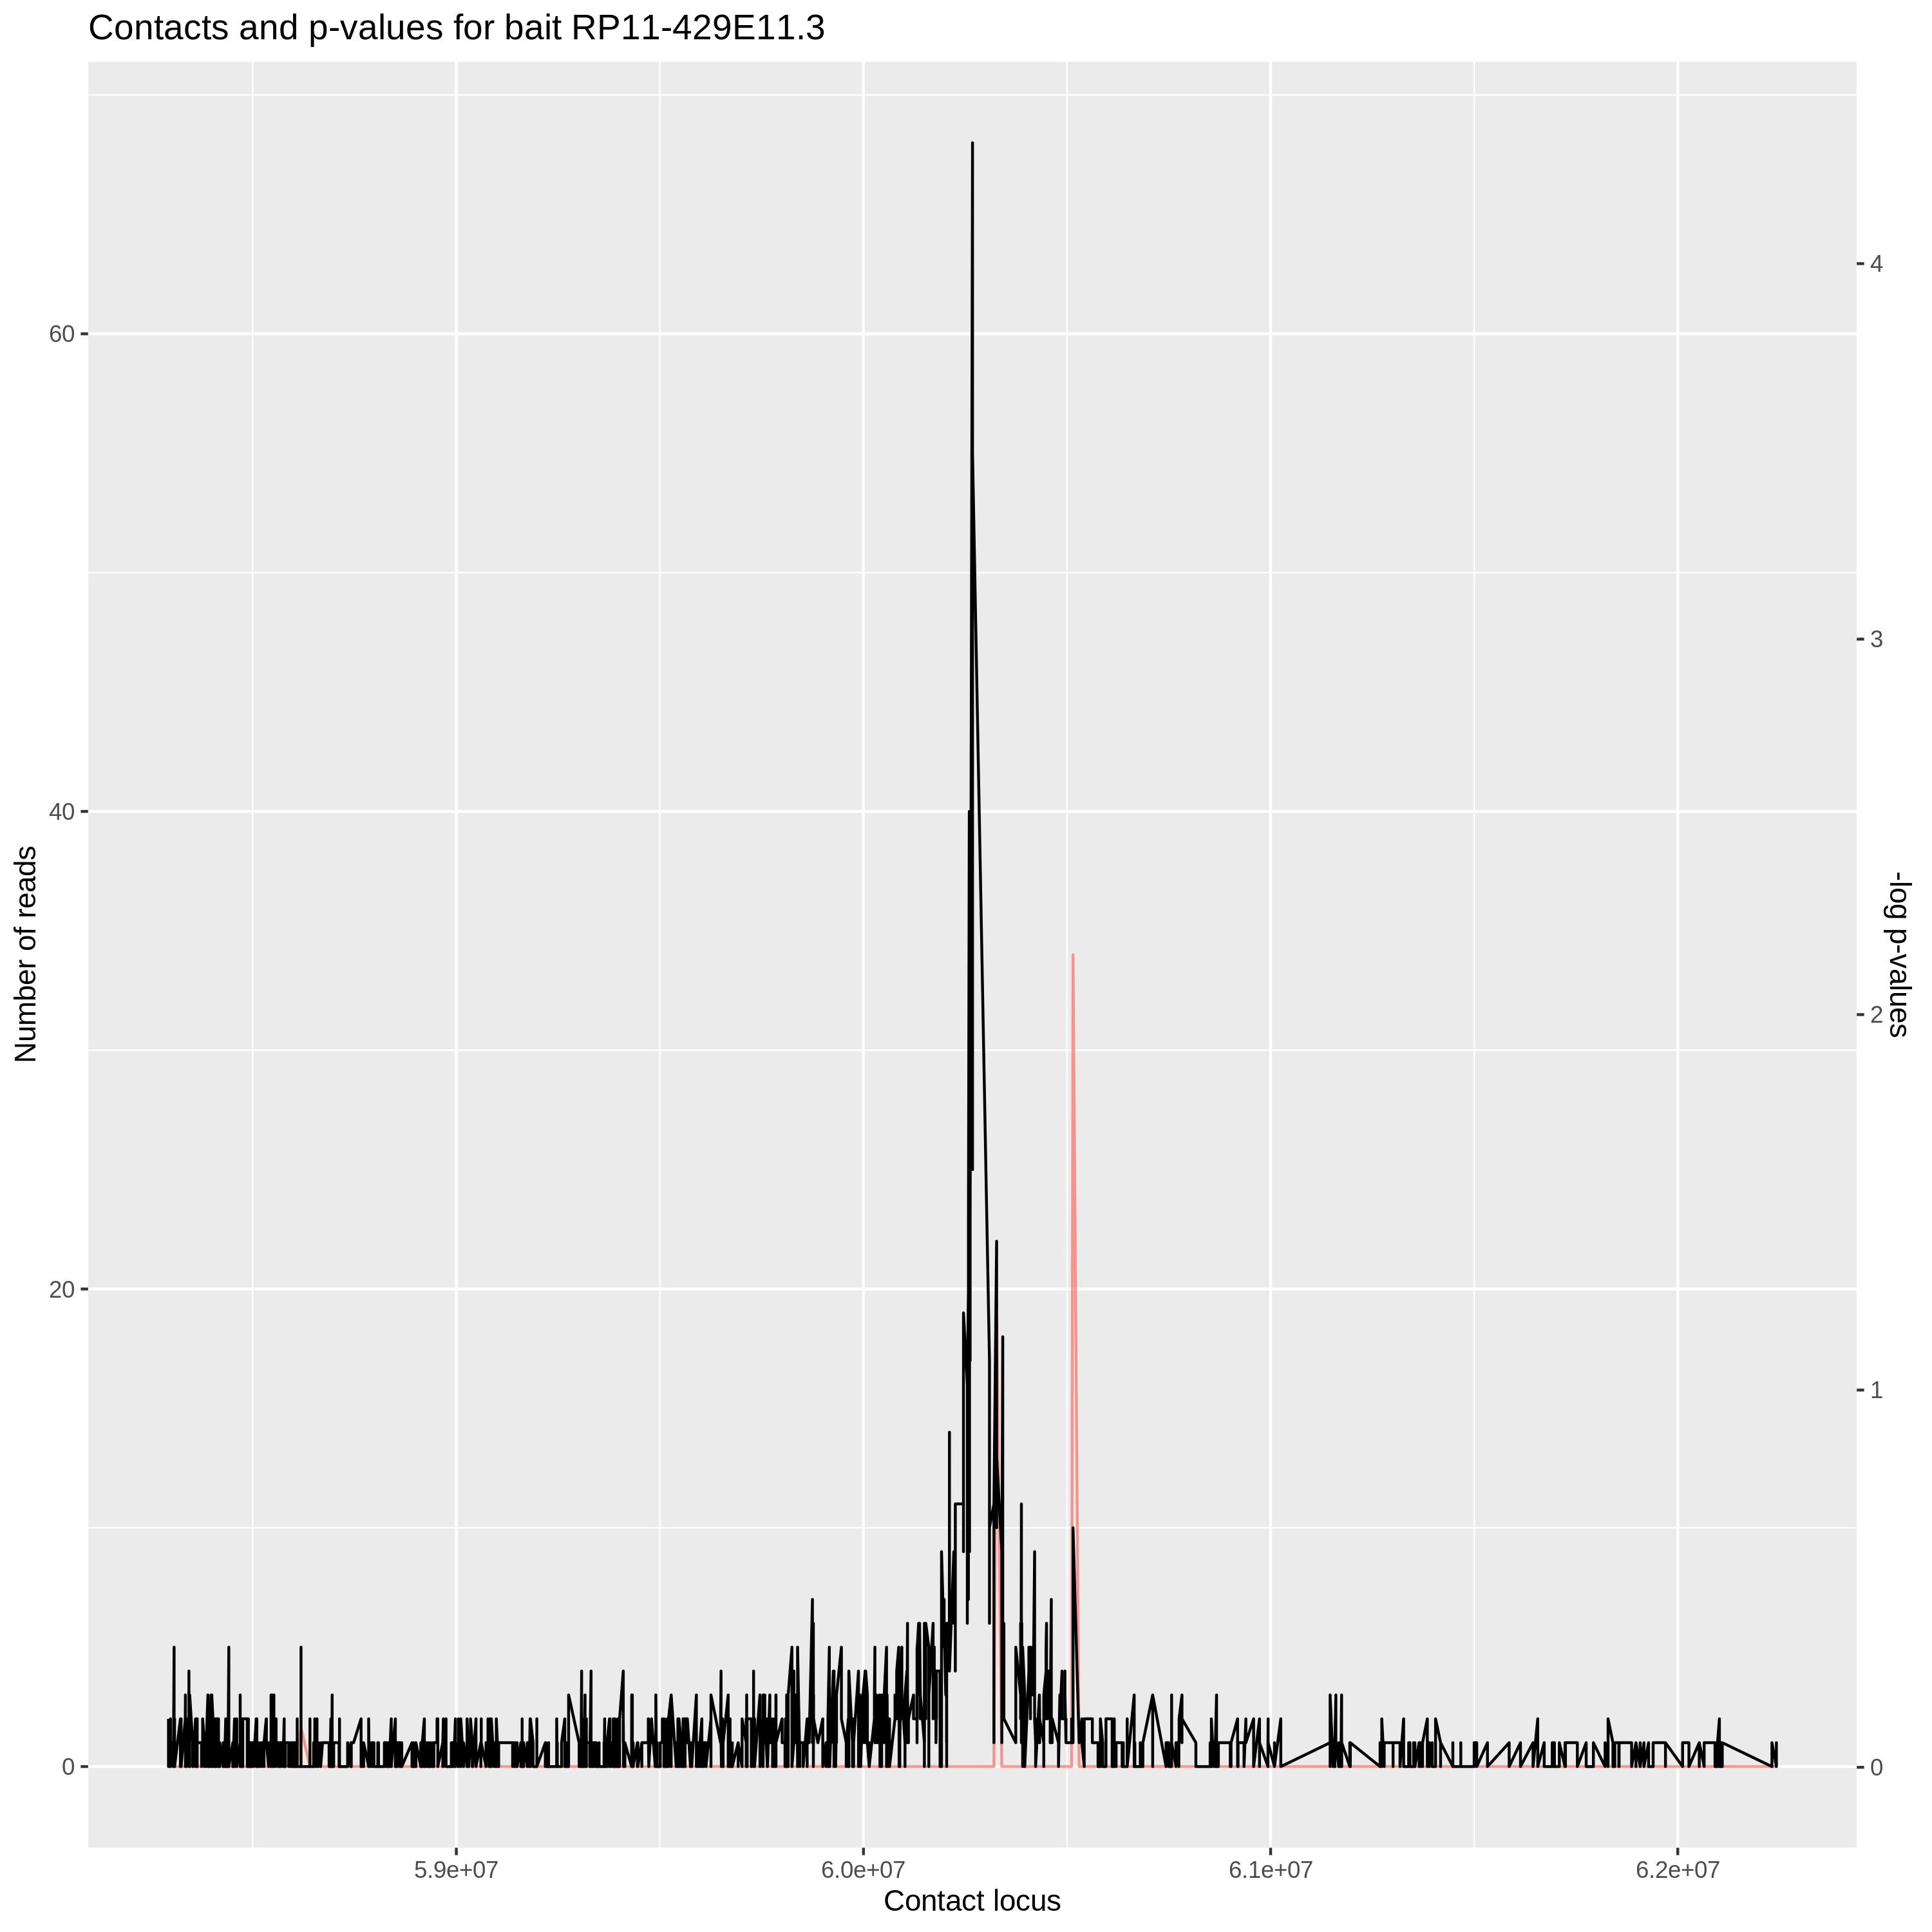 Contacts and p-values for bait RP11-429E11.3
60
40
20
0
Number of reads
4
3
2
1
0
-log p-values
5.9e+07
6.0e+07
6.1e+07
6.2e+07
Contact locus